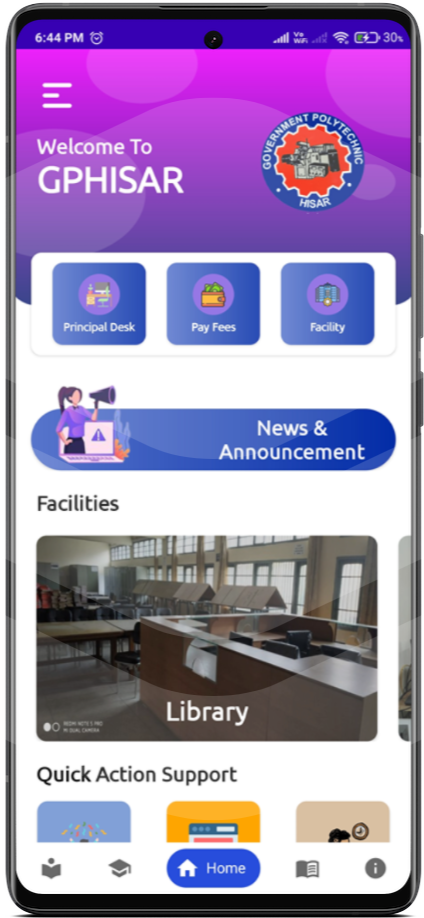 6:44 PM
Vo
WiFi
30%
Welcome To
GPHISAR
GOVERNMENT POLYTECHNIC
HISAR
Principal Desk
Pay Fees
Facility
News &
Announcement
Facilities
Library
REDMI NOTE 5 PRO
MI DUAL CAMERA
Quick Action Support
Home